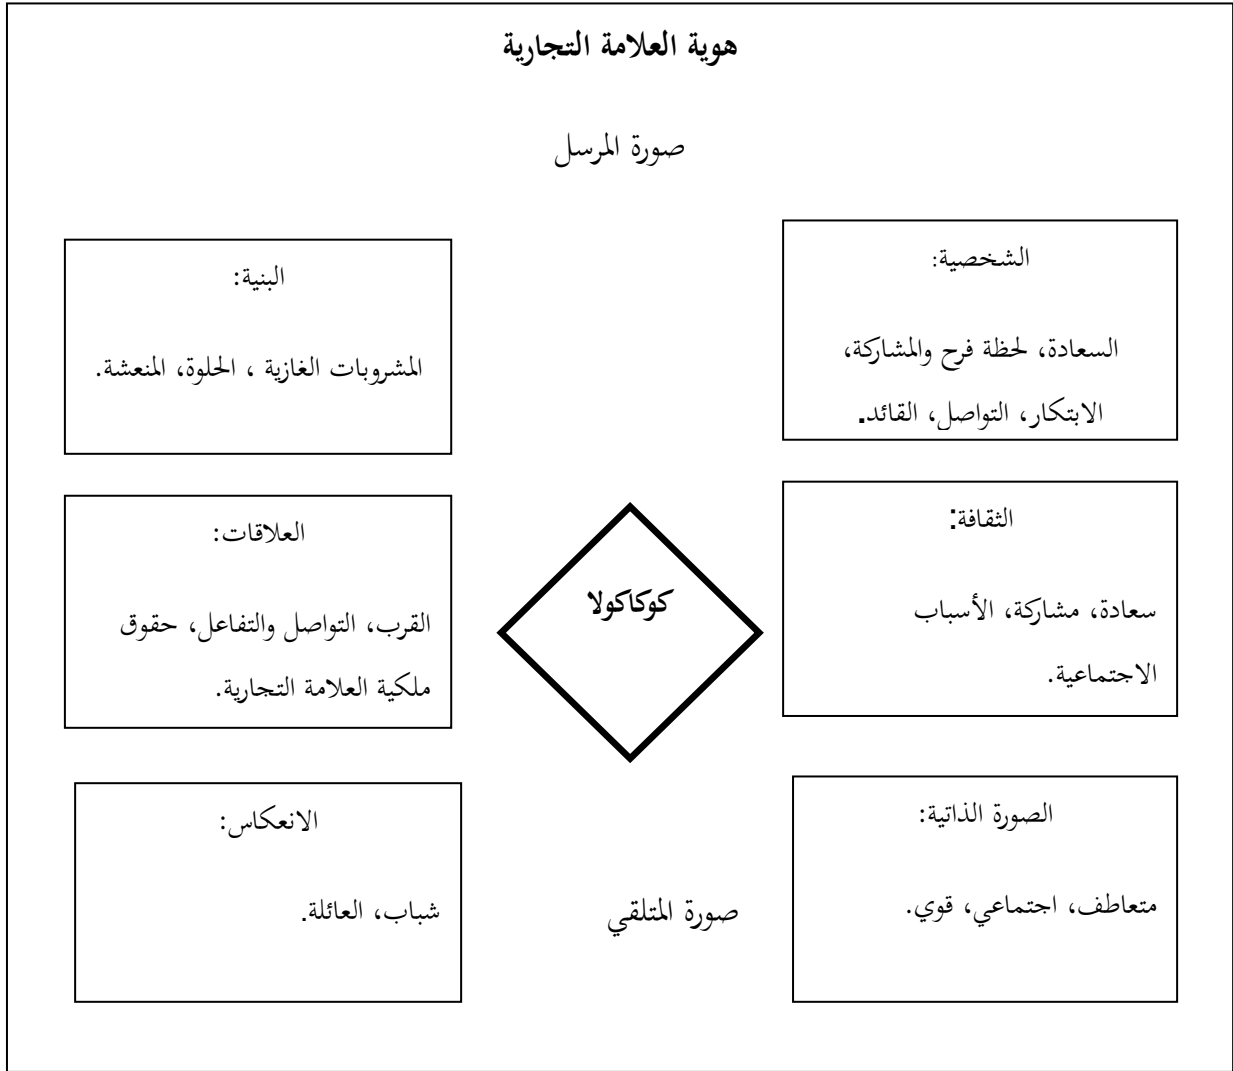 هوية العلامة التجارية
صورة المرسل
الشخصية:
السعادة، لحظة فرح والمشاركة،
الابتكار، التواصل، القائد.
البنية:
المشروبات الغازية ، الحلوة، المنعشة.
الثقافة:
سعادة، مشاركة، الأسباب
الاجتماعية.
كوكاكولا
العلاقات:
القرب، التواصل والتفاعل، حقوق
ملكية العلامة التجارية.
الصورة الذاتية:
متعاطف، اجتماعي، قوي.
صورة المتلقي
الانعكاس:
شباب، العائلة.